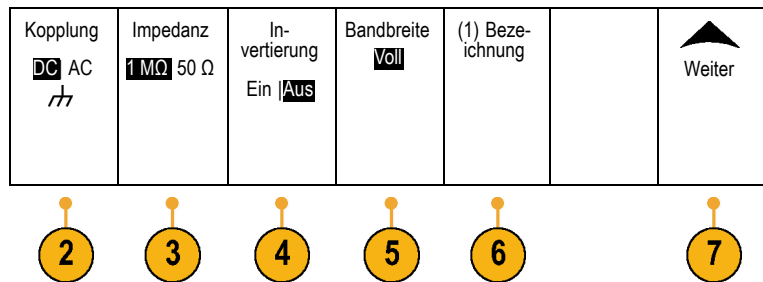 Kopplung
DC AC
Impedanz
1 MΩ 50 Ω
In-
vertierung
Ein |Aus
Bandbreite
Voll
(1) Beze-
ichnung
Weiter
2
3
4
5
6
7